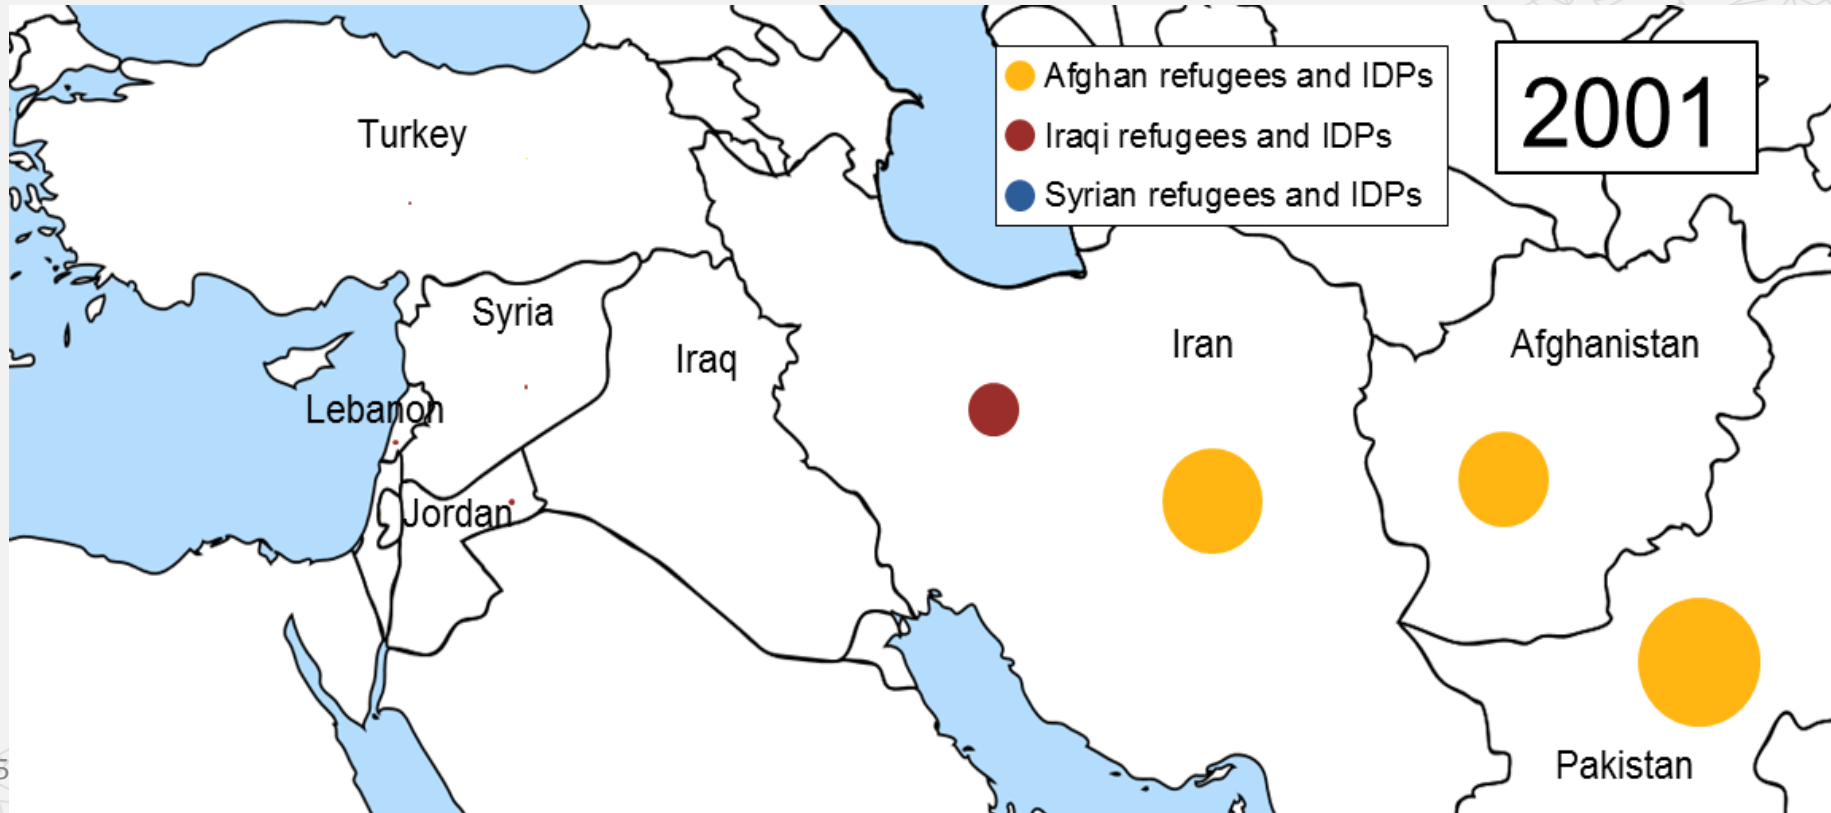 Afghan refugees and IDPs
Iraqi refugees and IDPs
Syrian refugees and IDPs
2001
Turkey
Syria
Iraq
Iran
Afghanistan
Lebanon
Jordan
Pakistan
5